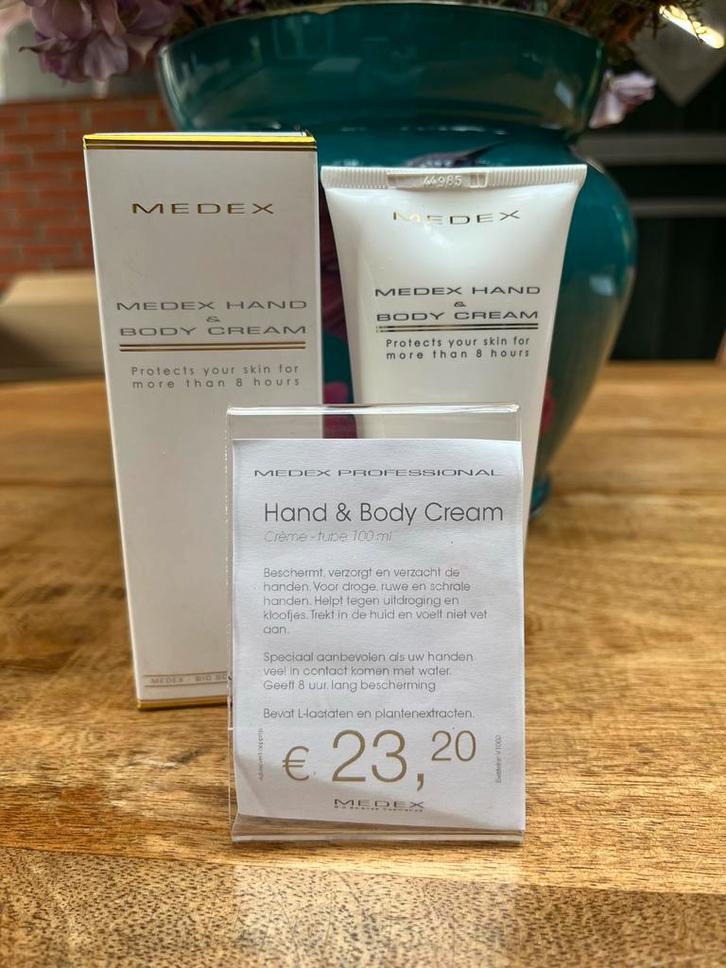 MEDEX
MEDEX HAND
&
BODY CREAM
Protects your skin for
more than 8 hours
MEDEX - BIO
44985
MEDEX
MEDEX HAND
&
BODY CREAM
Protects your skin for
more than 8 hours
MEDEX PROFESSIONAL
Hand & Body Cream
Crème - tube 100 ml
Beschermt, verzorgt en verzacht de
handen. Voor droge, ruwe en schrale
handen. Helpt tegen uitdroging en
kloofjes. Trekt in de huid en voelt niet vet
aan.
Speciaal aanbevolen als uw handen
veel in contact komen met water.
Geeft 8 uur lang bescherming
Bevat L-lactaten en plantenextracten.
€ 23,20
MEDEX